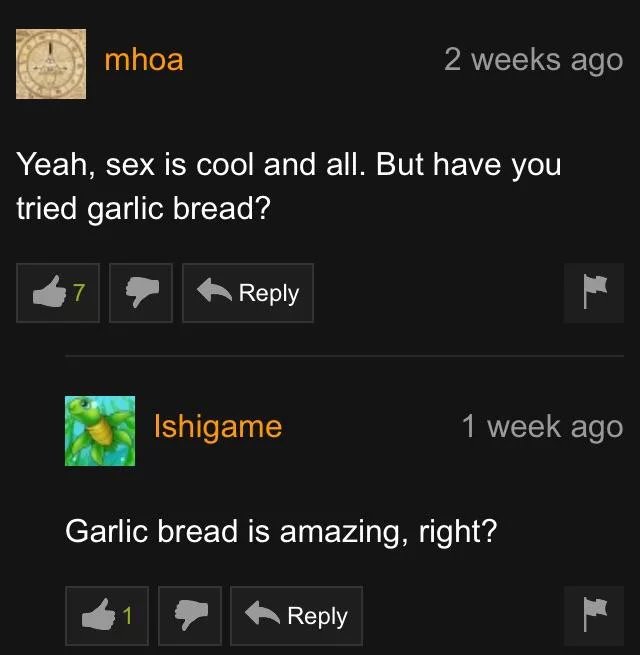 mhoa
2 weeks ago
Yeah, sex is cool and all. But have you
tried garlic bread?
7
Reply
Ishigame
1 week ago
Garlic bread is amazing, right?
1
Reply